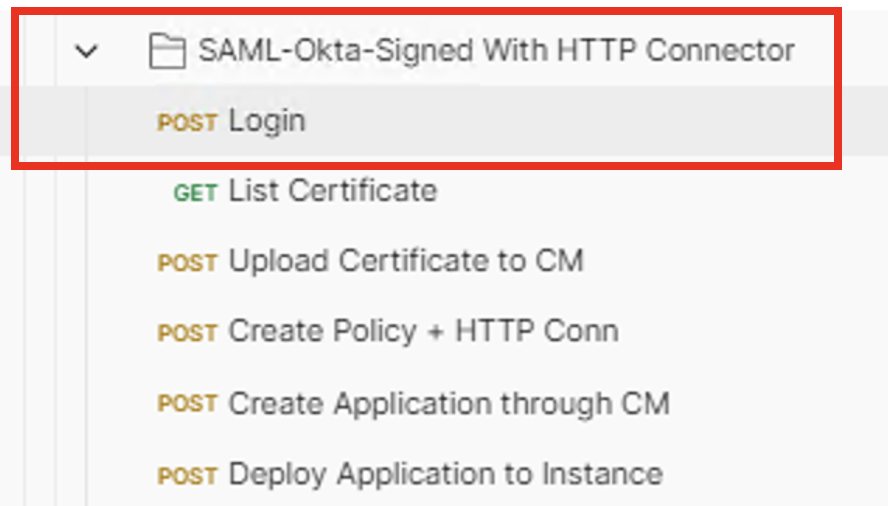 SAML-Okta-Signed With HTTP Connector
POST Login
GET List Certificate
POST Upload Certificate to CM
POST Create Policy + HTTP Conn
POST Create Application through CM
POST Deploy Application to Instance